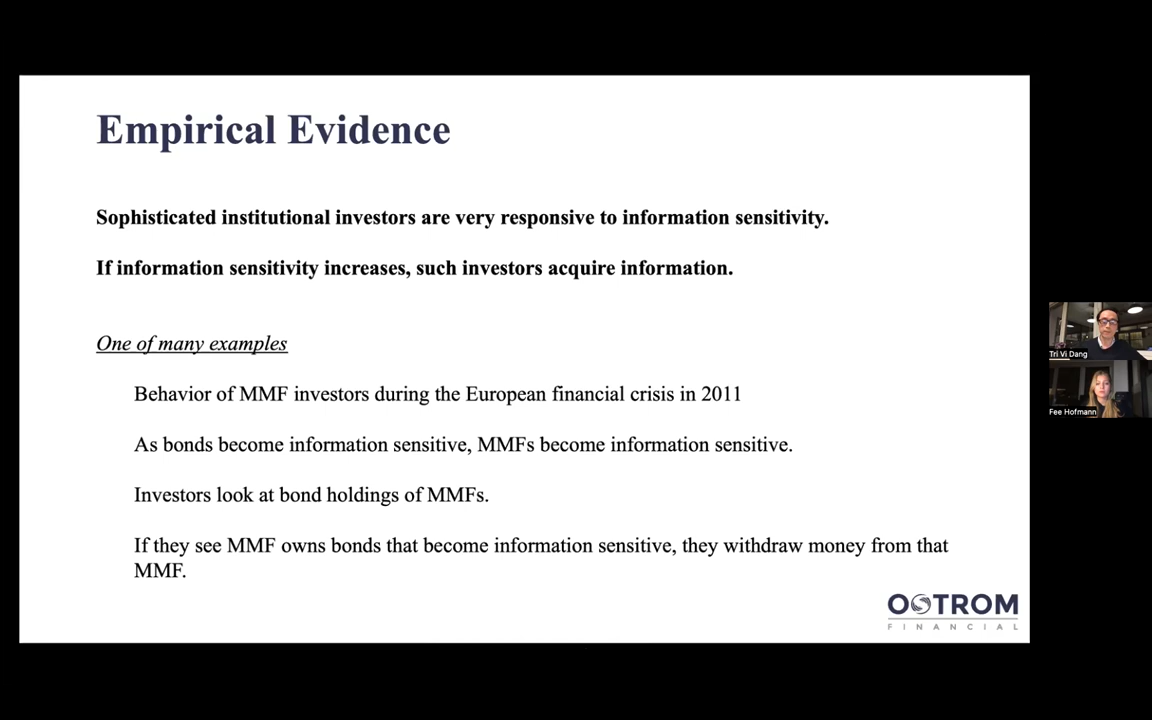 Empirical Evidence
Sophisticated institutional investors are very responsive to information sensitivity.
If information sensitivity increases, such investors acquire information.
One of many examples
Behavior of MMF investors during the European financial crisis in 2011
As bonds become information sensitive, MMFs become information sensitive.
Investors look at bond holdings of MMFs.
If they see MMF owns bonds that become information sensitive, they withdraw money from that
MMF.
OSTROM
FINANCIAL
Tri Vi Dang
Fee Hofmann